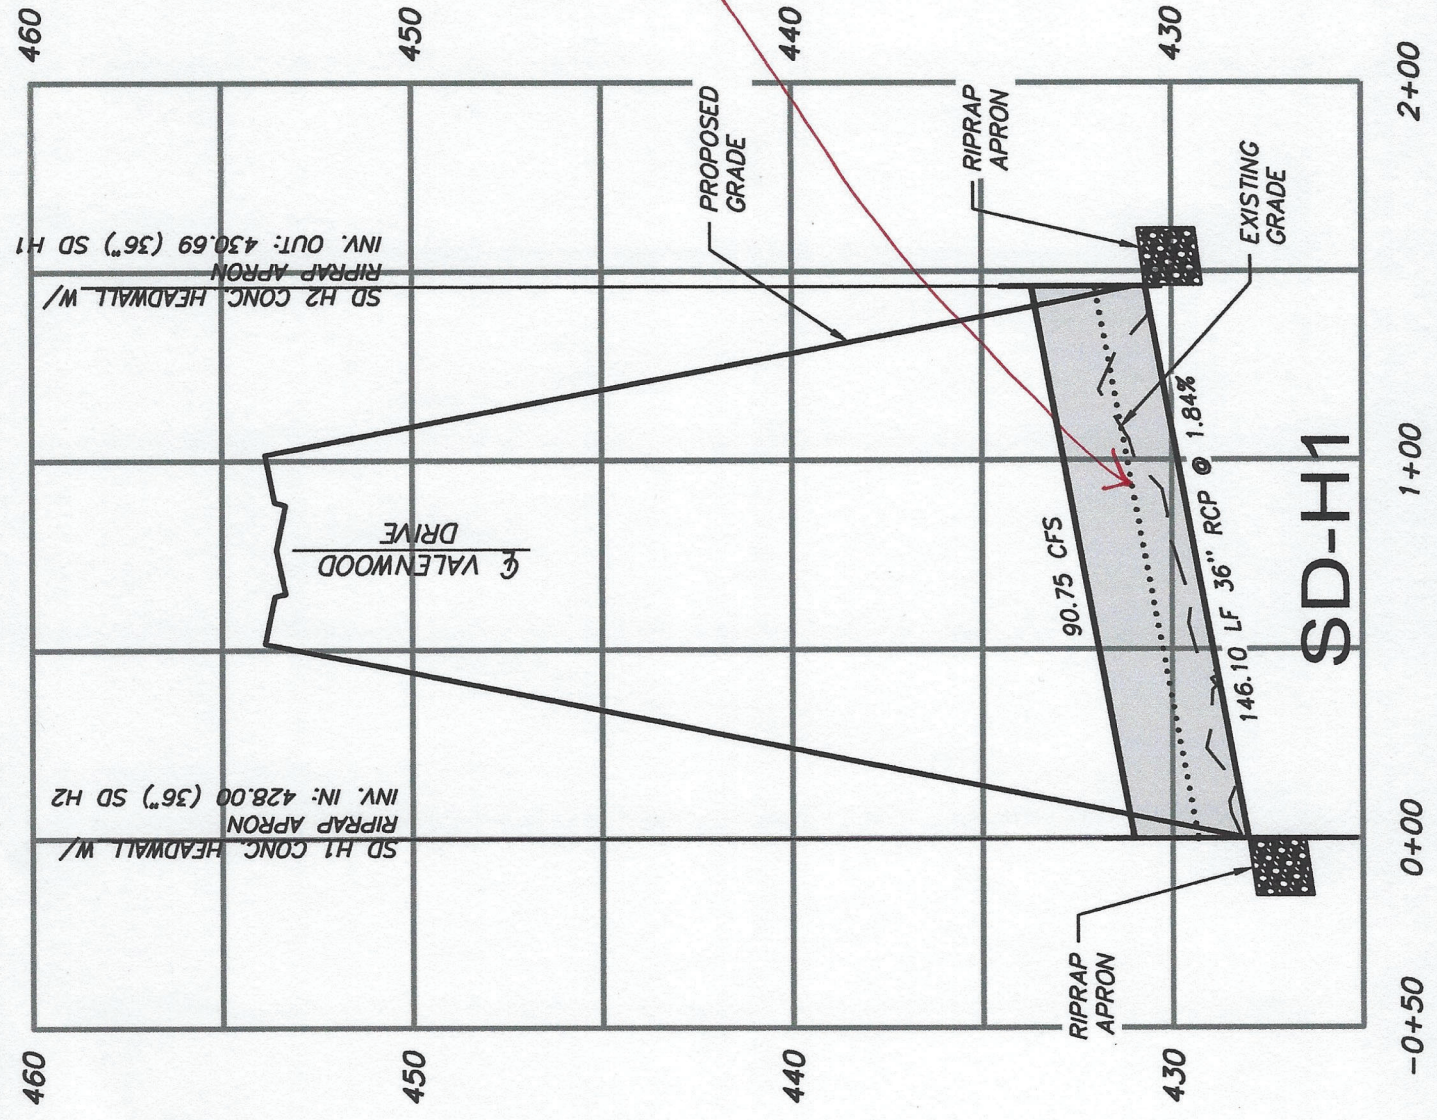 460
450
440
430
460
450
440
430
-0+50
0+00
1+00
2+00
SD H1 CONC. HEADWALL W/
RIPRAP APRON
INV. IN: 428.00 (36") SD H2
SD H2 CONC. HEADWALL W/
RIPRAP APRON
INV. OUT: 430.69 (36") SD H1
℄ VALENWOOD
DRIVE
PROPOSED
GRADE
RIPRAP
APRON
EXISTING
GRADE
RIPRAP
APRON
90.75 CFS
146.10 LF 36" RCP @ 1.84%
SD-H1